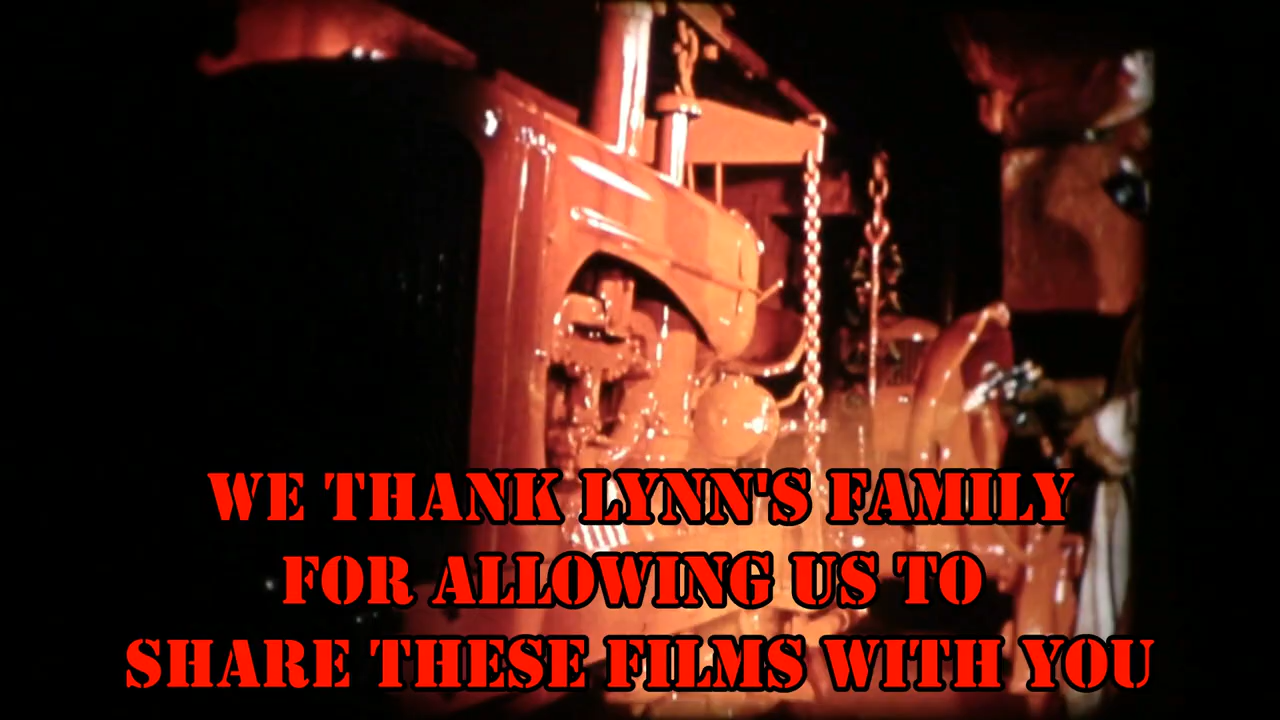 WE THANK LYNN'S FAMILY
FOR ALLOWING US TO
SHARE THESE FILMS WITH YOU